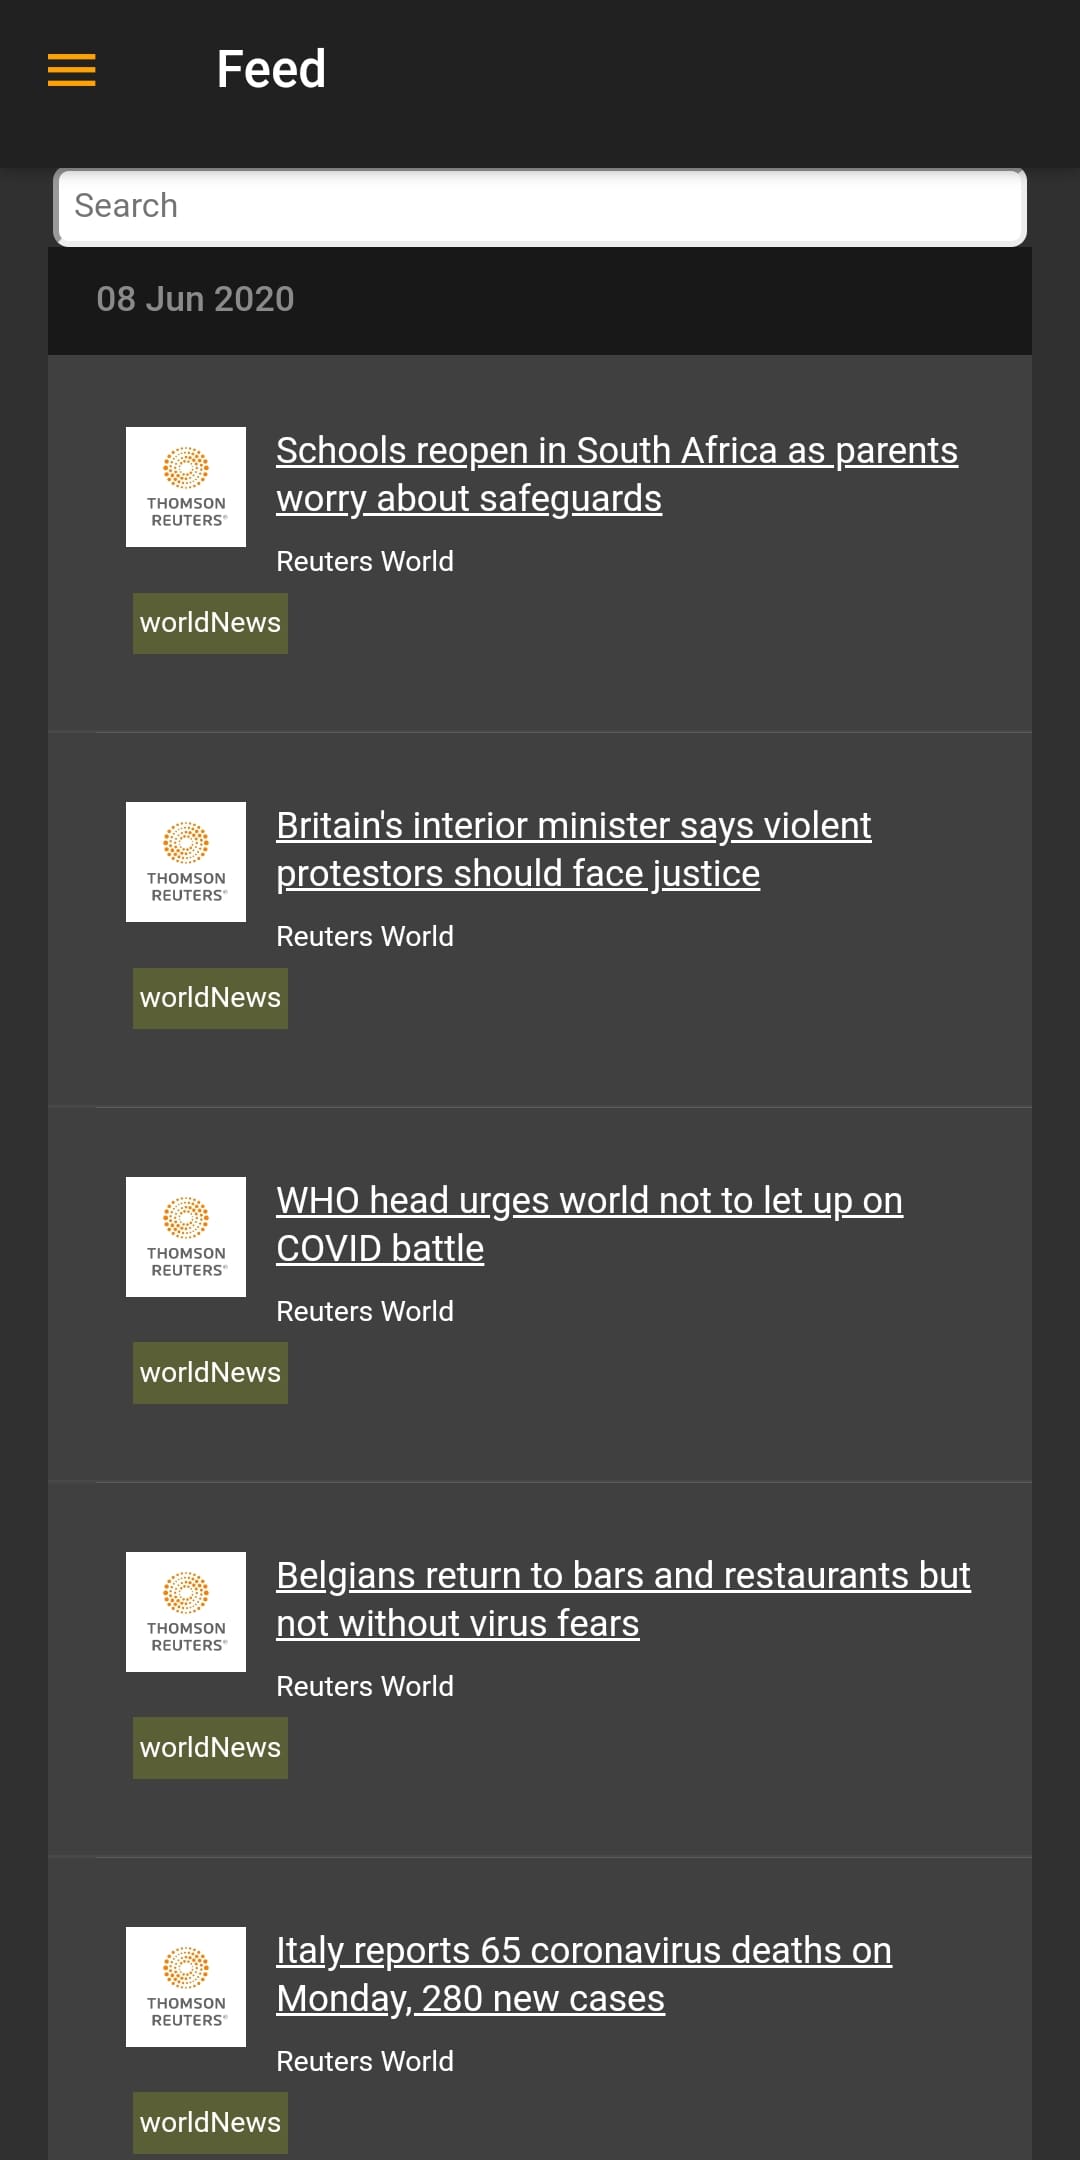 Feed
Search
08 Jun 2020
THOMSON
REUTERS®
Schools reopen in South Africa as parents
worry about safeguards
Reuters World
worldNews
THOMSON
REUTERS®
Britain's interior minister says violent
protestors should face justice
Reuters World
worldNews
THOMSON
REUTERS®
WHO head urges world not to let up on
COVID battle
Reuters World
worldNews
THOMSON
REUTERS®
Belgians return to bars and restaurants but
not without virus fears
Reuters World
worldNews
THOMSON
REUTERS®
Italy reports 65 coronavirus deaths on
Monday, 280 new cases
Reuters World
worldNews